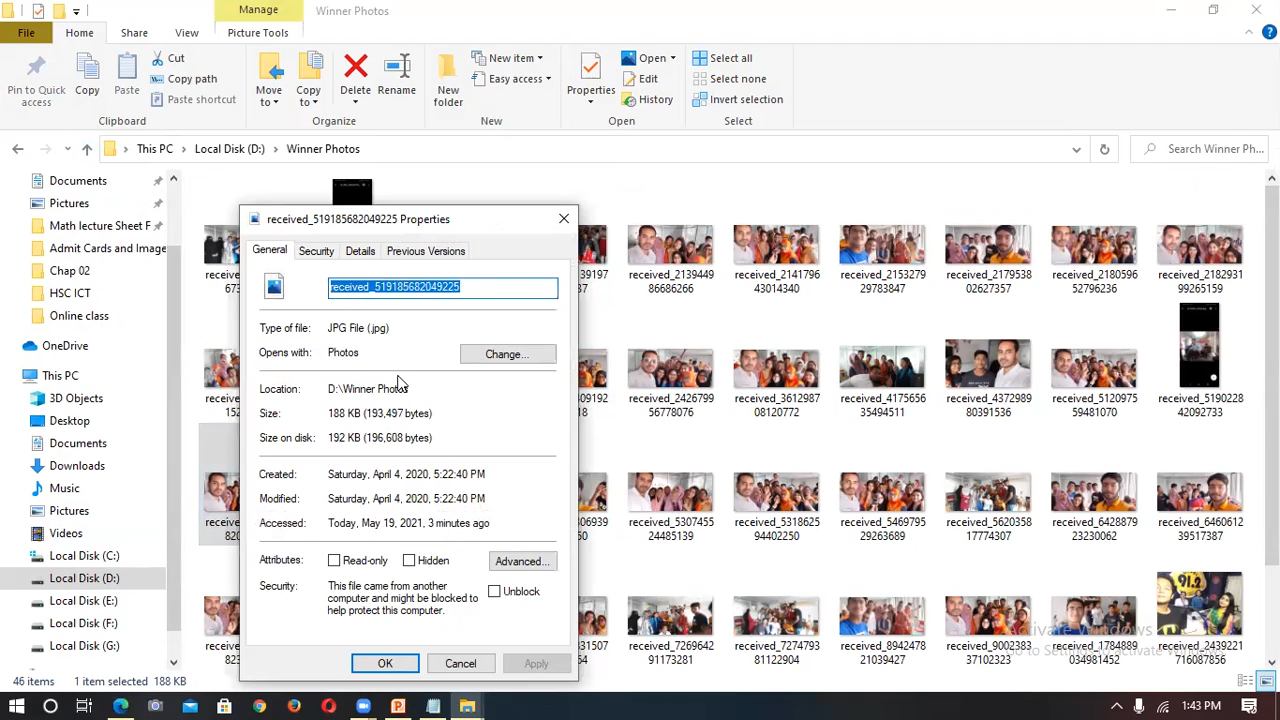 Manage
Winner Photos
File
Home
Share
View
Picture Tools
Pin to Quick access
Copy
Paste
Cut
Copy path
Paste shortcut
Clipboard
Move to
Copy to
Delete
Rename
Organize
New folder
New item
Easy access
New
Properties
Open
Edit
History
Open
Select all
Select none
Invert selection
Select
This PC
Local Disk (D:)
Winner Photos
Search Winner Ph...
Documents
Pictures
Math lecture Sheet F
Admit Cards and Image
Chap 02
HSC ICT
Online class
OneDrive
This PC
3D Objects
Desktop
Documents
Downloads
Music
Pictures
Videos
Local Disk (C:)
Local Disk (D:)
Local Disk (E:)
Local Disk (F:)
Local Disk (G:)
received_519185682049225 Properties
General
Security
Details
Previous Versions
received_519185682049225
Type of file: JPG File (.jpg)
Opens with: Photos
Change...
Location: D:\Winner Photos
Size: 188 KB (193,497 bytes)
Size on disk: 192 KB (196,608 bytes)
Created: Saturday, April 4, 2020, 5:22:40 PM
Modified: Saturday, April 4, 2020, 5:22:40 PM
Accessed: Today, May 19, 2021, 3 minutes ago
Attributes: Read-only Hidden Advanced...
Security: This file came from another
computer and might be blocked to
help protect this computer.
Unblock
OK
Cancel
Apply
received_2139449
86686266
received_2141796
43014340
received_2153279
29783847
received_2179538
02627357
received_2180596
62235796
received_2182931
99265159
received_2426799
56778076
received_3612987
08120772
received_4175656
35494511
received_4372989
80391536
received_5120975
59144017
received_5190228
42092733
received_5307455
24485139
received_5318625
94402250
received_5469795
29263689
received_5620358
17774307
received_6428879
23230062
received_6460612
39517387
received_7269642
91173281
received_7274793
81122904
received_8942478
21039427
received_9002383
37102323
received_1784889
034981452
received_2439221
716087856
Activate Windows
46 items
1 item selected 188 KB
1:43 PM